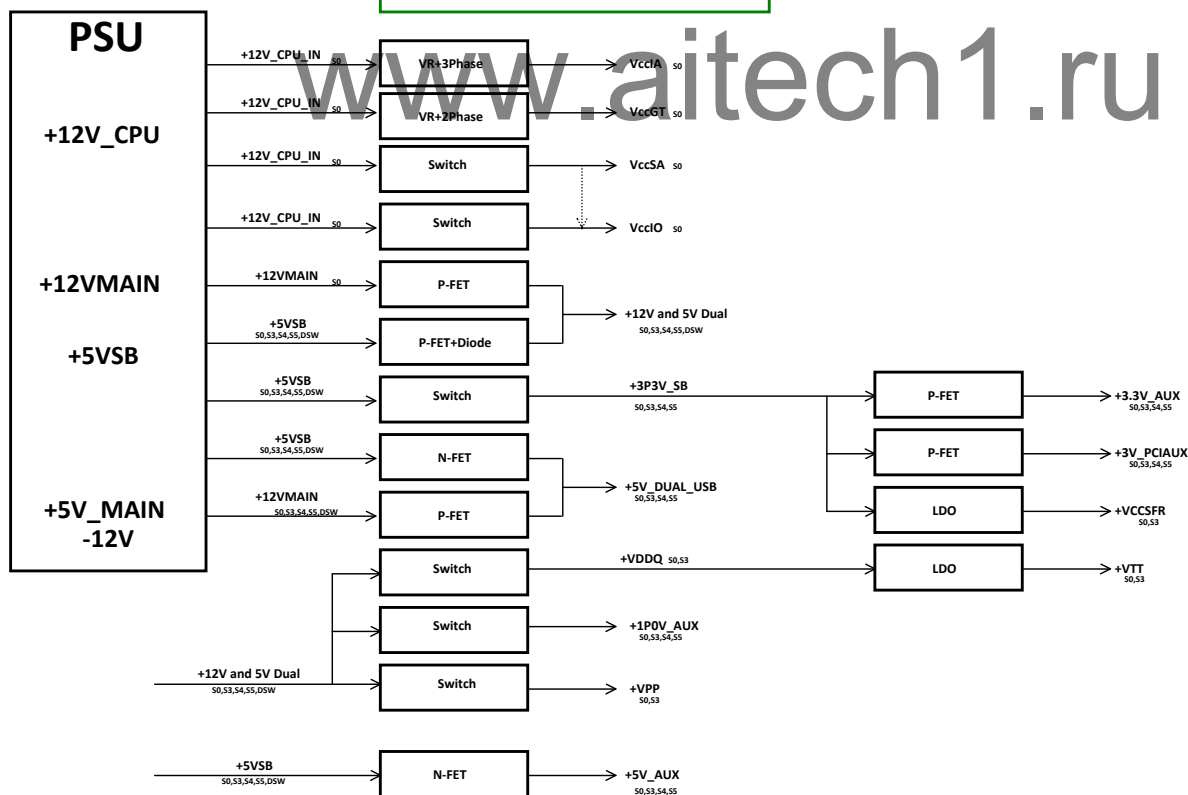 PSU
+12V_CPU
+12VMAIN
+5VSB
+5V_MAIN
-12V
www.aitech1.ru
+12V_CPU_IN S0
VR+3Phase
VccIA S0
+12V_CPU_IN S0
VR+2Phase
VccGT S0
+12V_CPU_IN S0
Switch
VccSA S0
+12V_CPU_IN S0
Switch
VccIO S0
+12VMAIN S0
P-FET
+12V and 5V Dual
S0,S3,S4,S5,DSW
+5VSB
S0,S3,S4,S5,DSW
P-FET+Diode
+5VSB
S0,S3,S4,S5,DSW
Switch
+3P3V_SB
S0,S3,S4,S5
P-FET
+3.3V_AUX
S0,S3,S4,S5
P-FET
+3V_PCIAUX
S0,S3,S4,S5
LDO
+VCCSFR
S0,S3
+5VSB
S0,S3,S4,S5,DSW
N-FET
+5V_DUAL_USB
S0,S3,S4,S5
+12VMAIN
S0,S3,S4,S5,DSW
P-FET
Switch
+VDDQ S0,S3
LDO
+VTT
S0,S3
Switch
+1P0V_AUX
S0,S3,S4,S5
+12V and 5V Dual
S0,S3,S4,S5,DSW
Switch
+VPP
S0,S3
+5VSB
S0,S3,S4,S5,DSW
N-FET
+5V_AUX
S0,S3,S4,S5